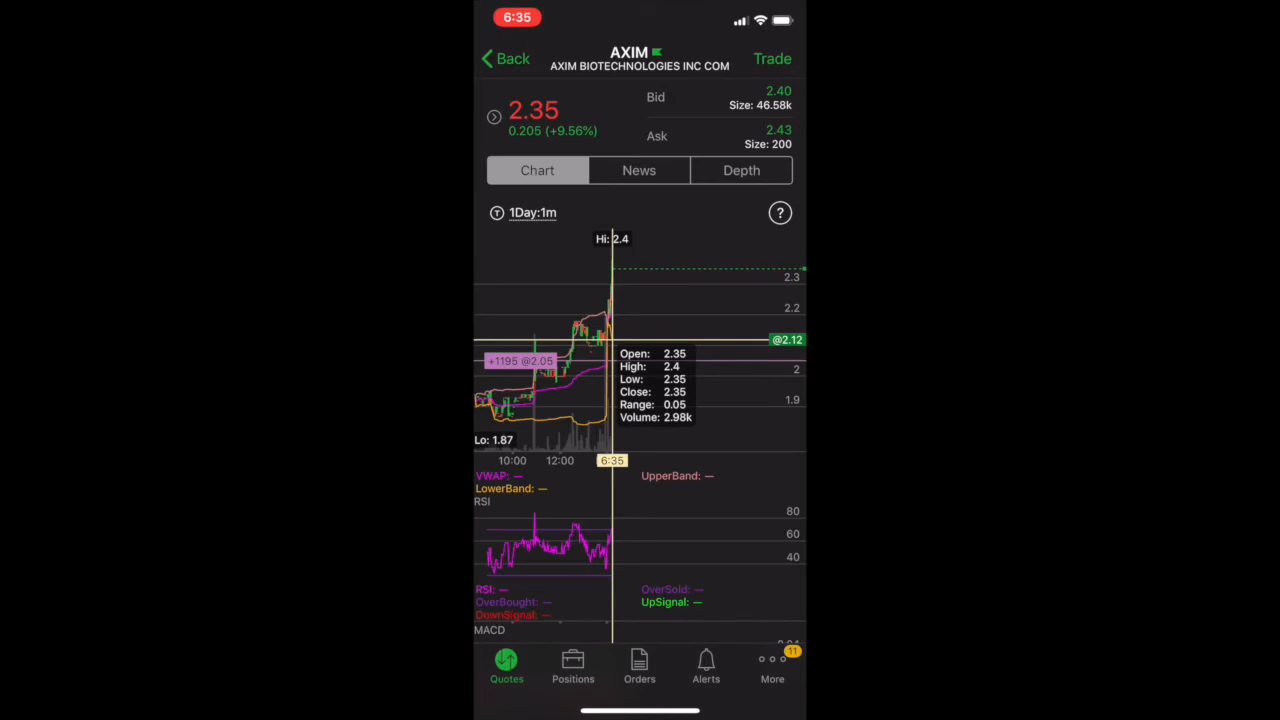 6:35
Back
AXIM
Trade
AXIM BIOTECHNOLOGIES INC COM
2.35
0.205 (+9.56%)
Bid
2.40
Size: 46.58k
Ask
2.43
Size: 200
Chart
News
Depth
T 1Day:1m
?
Hi: 2.4
2.3
2.2
@2.12
+1195 @2.05
2
1.9
Open: 2.35
High: 2.4
Low: 2.35
Close: 2.35
Range: 0.05
Volume: 2.98k
Lo: 1.87
10:00
12:00
6:35
VWAP: —
UpperBand: —
LowerBand: —
RSI
80
60
40
RSI: —
OverSold: —
OverBought: —
UpSignal: —
DownSignal: —
MACD
11
Quotes
Positions
Orders
Alerts
More